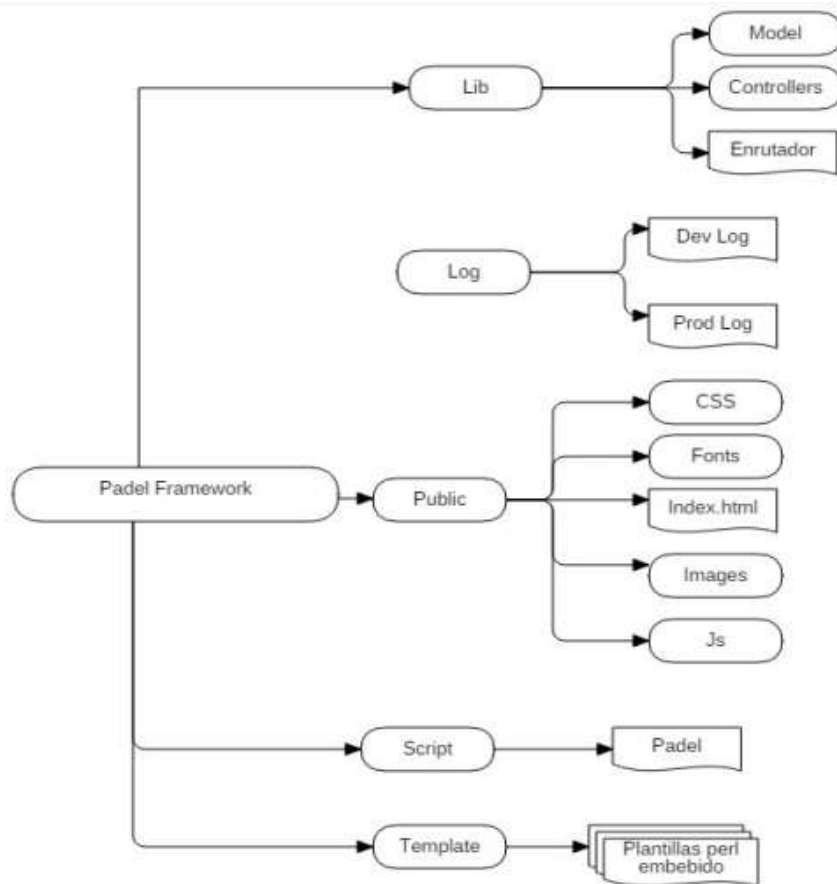 Model
Lib
Controllers
Enrutador
Dev Log
Log
Prod Log
CSS
Fonts
Padel Framework
Public
Index.html
Images
Js
Script
Padel
Template
Plantillas perl
embebido